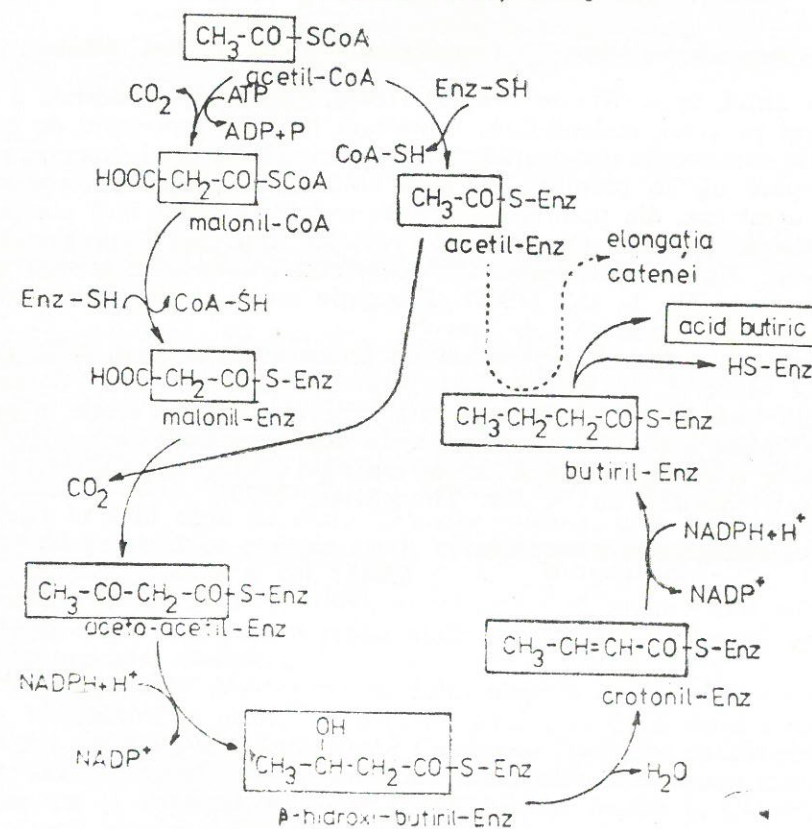 CH3-CO-SCoA
acetil-CoA
CO2
ATP
ADP+P
Enz-SH
CoA-SH
HOOC-CH2-CO-SCoA
malonil-CoA
CH3-CO-S-Enz
acetil-Enz
elongația
catenei
Enz-SH
CoA-SH
acid butiric
HS-Enz
HOOC-CH2-CO-S-Enz
malonil-Enz
CH3-CH2-CH2-CO-S-Enz
butiril-Enz
CO2
NADPH+H+
NADP+
CH3-CO-CH2-CO-S-Enz
aceto-acetil-Enz
CH3-CH=CH-CO-S-Enz
crotonil-Enz
NADPH+H+
NADP+
OH
CH3-CH-CH2-CO-S-Enz
H2O
β-hidroxi-butiril-Enz